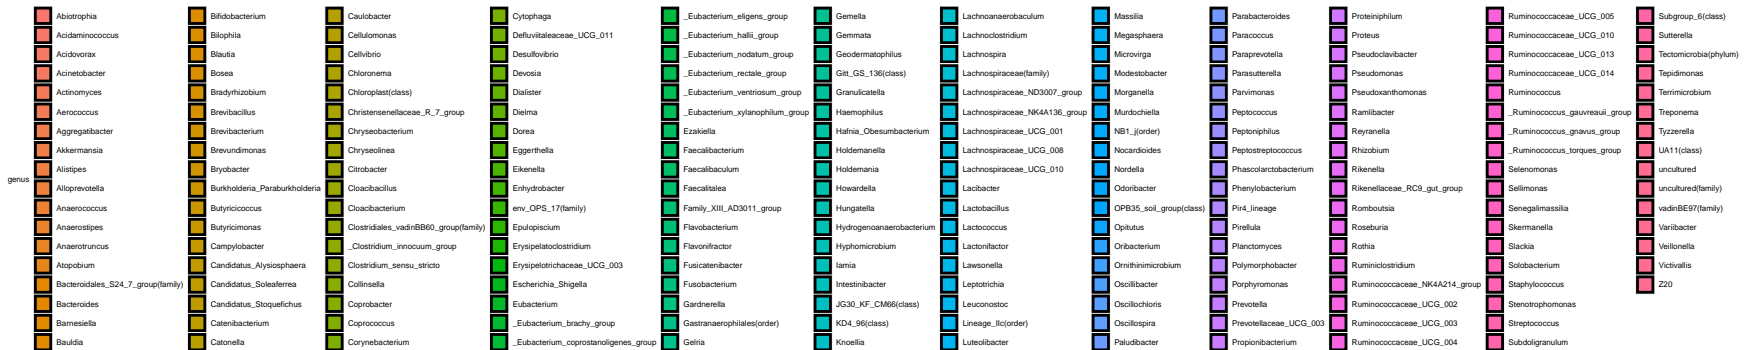 genus
Abiotrophia
Acidaminococcus
Acidovorax
Acinetobacter
Actinomyces
Aerococcus
Aggregatibacter
Akkermansia
Alistipes
Alloprevotella
Anaerococcus
Anaerostipes
Anaerotruncus
Atopobium
Bacteroidales_S24_7_group(family)
Bacteroides
Barnesiella
Bauldia
Bifidobacterium
Bilophila
Blautia
Bosea
Bradyrhizobium
Brevibacillus
Brevibacterium
Brevundimonas
Bryobacter
Burkholderia_Paraburkholderia
Butyricicoccus
Butyricimonas
Campylobacter
Candidatus_Alysiosphaera
Candidatus_Soleaferrea
Candidatus_Stoquefichus
Catenibacterium
Catonella
Caulobacter
Cellulomonas
Cellvibrio
Chloronema
Chloroplast(class)
Christensenellaceae_R_7_group
Chryseobacterium
Chryseolinea
Citrobacter
Cloacibacillus
Cloacibacterium
Clostridiales_vadinBB60_group(family)
_Clostridium_innocuum_group
Clostridium_sensu_stricto
Collinsella
Coprobacter
Coprococcus
Corynebacterium
Cytophaga
Defluviitaleaceae_UCG_011
Desulfovibrio
Devosia
Dialister
Dielma
Dorea
Eggerthella
Eikenella
Enhydrobacter
env_OPS_17(family)
Epulopiscium
Erysipelatoclostridium
Erysipelotrichaceae_UCG_003
Escherichia_Shigella
Eubacterium
_Eubacterium_brachy_group
_Eubacterium_coprostanoligenes_group
_Eubacterium_eligens_group
_Eubacterium_hallii_group
_Eubacterium_nodatum_group
_Eubacterium_rectale_group
_Eubacterium_ventriosum_group
_Eubacterium_xylanophilum_group
Ezakiella
Faecalibacterium
Faecalibaculum
Faecalitalea
Family_XIII_AD3011_group
Flavobacterium
Flavonifractor
Fusicatenibacter
Fusobacterium
Gardnerella
Gastranaerophilales(order)
Gelria
Gemella
Gemmata
Geodermatophilus
Gitt_GS_136(class)
Granulicatella
Haemophilus
Hafnia_Obesumbacterium
Holdemanella
Holdemania
Howardella
Hungatella
Hydrogenoanaerobacterium
Hyphomicrobium
Iamia
Intestinibacter
JG30_KF_CM66(class)
KD4_96(class)
Knoellia
Lachnoanaerobaculum
Lachnoclostridium
Lachnospira
Lachnospiraceae(family)
Lachnospiraceae_ND3007_group
Lachnospiraceae_NK4A136_group
Lachnospiraceae_UCG_001
Lachnospiraceae_UCG_008
Lachnospiraceae_UCG_010
Lacibacter
Lactobacillus
Lactococcus
Lactonifactor
Lawsonella
Leptotrichia
Leuconostoc
Lineage_IIc(order)
Luteolibacter
Massilia
Megasphaera
Microvirga
Modestobacter
Morganella
Murdochiella
NB1_j(order)
Nocardioides
Nordella
Odoribacter
OPB35_soil_group(class)
Opitutus
Oribacterium
Ornithinimicrobium
Oscillibacter
Oscillochloris
Oscillospira
Paludibacter
Parabacteroides
Paracoccus
Paraprevotella
Parasutterella
Parvimonas
Peptococcus
Peptoniphilus
Peptostreptococcus
Phascolarctobacterium
Phenylobacterium
Pir4_lineage
Pirellula
Planctomyces
Polymorphobacter
Porphyromonas
Prevotella
Prevotellaceae_UCG_003
Propionibacterium
Proteiniphilum
Proteus
Pseudoclavibacter
Pseudomonas
Pseudoxanthomonas
Ramlibacter
Reyranella
Rhizobium
Rikenella
Rikenellaceae_RC9_gut_group
Romboutsia
Roseburia
Rothia
Ruminiclostridium
Ruminococcaceae_NK4A214_group
Ruminococcaceae_UCG_002
Ruminococcaceae_UCG_003
Ruminococcaceae_UCG_004
Ruminococcaceae_UCG_005
Ruminococcaceae_UCG_010
Ruminococcaceae_UCG_013
Ruminococcaceae_UCG_014
Ruminococcus
_Ruminococcus_gauvreauii_group
_Ruminococcus_gnavus_group
_Ruminococcus_torques_group
Selenomonas
Sellimonas
Senegalimassilia
Skermanella
Slackia
Solobacterium
Staphylococcus
Stenotrophomonas
Streptococcus
Subdoligranulum
Subgroup_6(class)
Sutterella
Tectomicrobia(phylum)
Tepidimonas
Terrimicrobium
Treponema
Tyzzerella
UA11(class)
uncultured
uncultured(family)
vadinBE97(family)
Variibacter
Veillonella
Victivallis
Z20